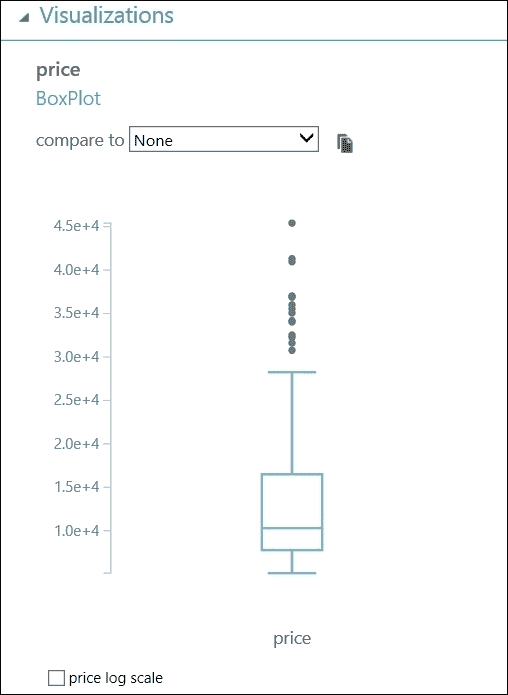 Visualizations
price
BoxPlot
compare to None
4.5e+4
4.0e+4
3.5e+4
3.0e+4
2.5e+4
2.0e+4
1.5e+4
1.0e+4
price
price log scale